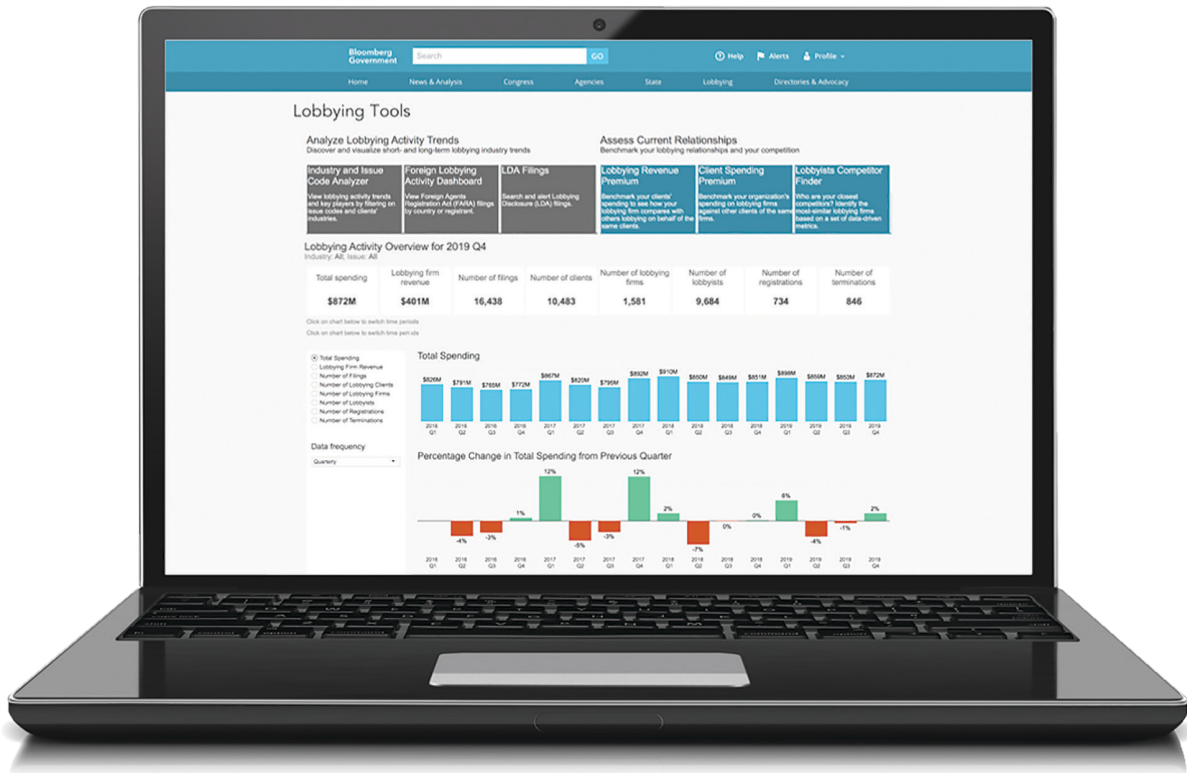 Bloomberg
Government
Search
GO
Help
Alerts
Profile
Home
News & Analysis
Congress
Agencies
State
Lobbying
Directories & Advocacy
Lobbying Tools
Analyze Lobbying Activity Trends
Discover and visualize short- and long-term lobbying industry trends
Assess Current Relationships
Benchmark your lobbying relationships and your competition
Industry and Issue
Code Analyzer
View lobbying activity trends
and key players by filtering on
issue codes and clients'
industries.
Foreign Lobbying
Activity Dashboard
View Foreign Agents
Registration Act (FARA) filings
by country or registrant.
LDA Filings
Search and alert Lobbying
Disclosure (LDA) filings.
Lobbying Revenue
Premium
Benchmark your clients'
spending to see how your
lobbying firm compares with
others lobbying on behalf of the
same clients.
Client Spending
Premium
Benchmark your organization's
spending on lobbying firms
against other clients of the same
firms.
Lobbyists Competitor
Finder
Who are your closest
competitors? Identify the
most-similar lobbying firms
based on a set of data-driven
metrics.
Lobbying Activity Overview for 2019 Q4
Industry: All; Issue: All
Total spending
$872M
Lobbying firm
revenue
$401M
Number of filings
16,438
Number of clients
10,483
Number of lobbying
firms
1,581
Number of
lobbyists
9,684
Number of
registrations
734
Number of
terminations
846
Click on chart below to switch time periods
Click on chart below to switch time periods
Total Spending
Lobbying Firm Revenue
Number of Filings
Number of Lobbying Clients
Number of Lobbying Firms
Number of Lobbyists
Number of Registrations
Number of Terminations
Data frequency
Quarterly
Total Spending
$826M $791M $765M $772M $867M $820M $795M $892M $910M $850M $849M $851M $898M $859M $850M $872M
2016 2016 2016 2016 2017 2017 2017 2017 2018 2018 2018 2018 2019 2019 2019 2019
Q1 Q2 Q3 Q4 Q1 Q2 Q3 Q4 Q1 Q2 Q3 Q4 Q1 Q2 Q3 Q4
Percentage Change in Total Spending from Previous Quarter
-4% -3% 1% 12% -5% -3% 12% 2% -7% 0% 0% 6% -4% -1% 2%
2016 2016 2016 2016 2017 2017 2017 2017 2018 2018 2018 2018 2019 2019 2019 2019
Q1 Q2 Q3 Q4 Q1 Q2 Q3 Q4 Q1 Q2 Q3 Q4 Q1 Q2 Q3 Q4
control
option
command
command
option